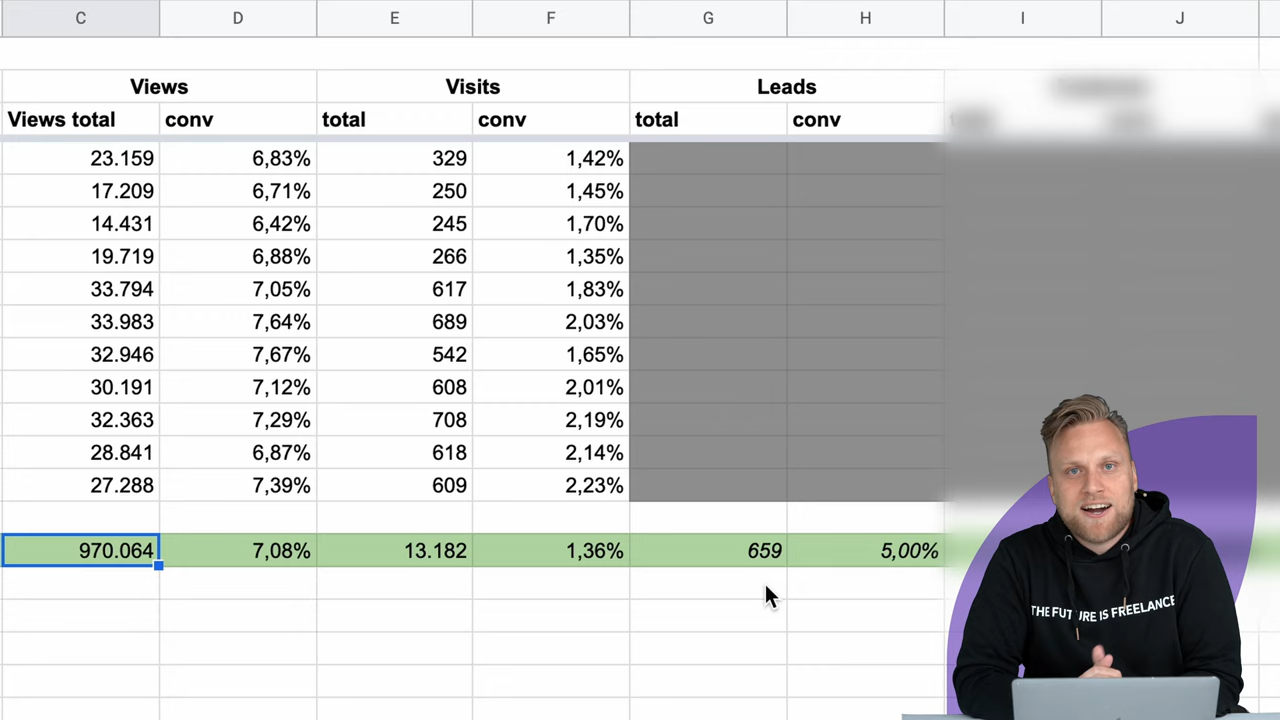 C D E F G H I J
Views Visits Leads
Views total conv total conv total conv
23.159 6,83% 329 1,42%
17.209 6,71% 250 1,45%
14.431 6,42% 245 1,70%
19.719 6,88% 266 1,35%
33.794 7,05% 617 1,83%
33.983 7,64% 689 2,03%
32.946 7,67% 542 1,65%
30.191 7,12% 608 2,01%
32.363 7,29% 708 2,19%
28.841 6,87% 618 2,14%
27.288 7,39% 609 2,23%
970.064 7,08% 13.182 1,36% 659 5,00%
THE FUTURE IS FREELANCE